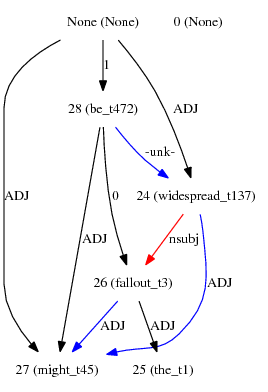 None (None) 0 (None)
1
28 (be_t472) ADJ
-unk-
ADJ 0 24 (widespread_t137)
nsubj
ADJ
26 (fallout_t3) ADJ
ADJ ADJ
27 (might_t45) 25 (the_t1)